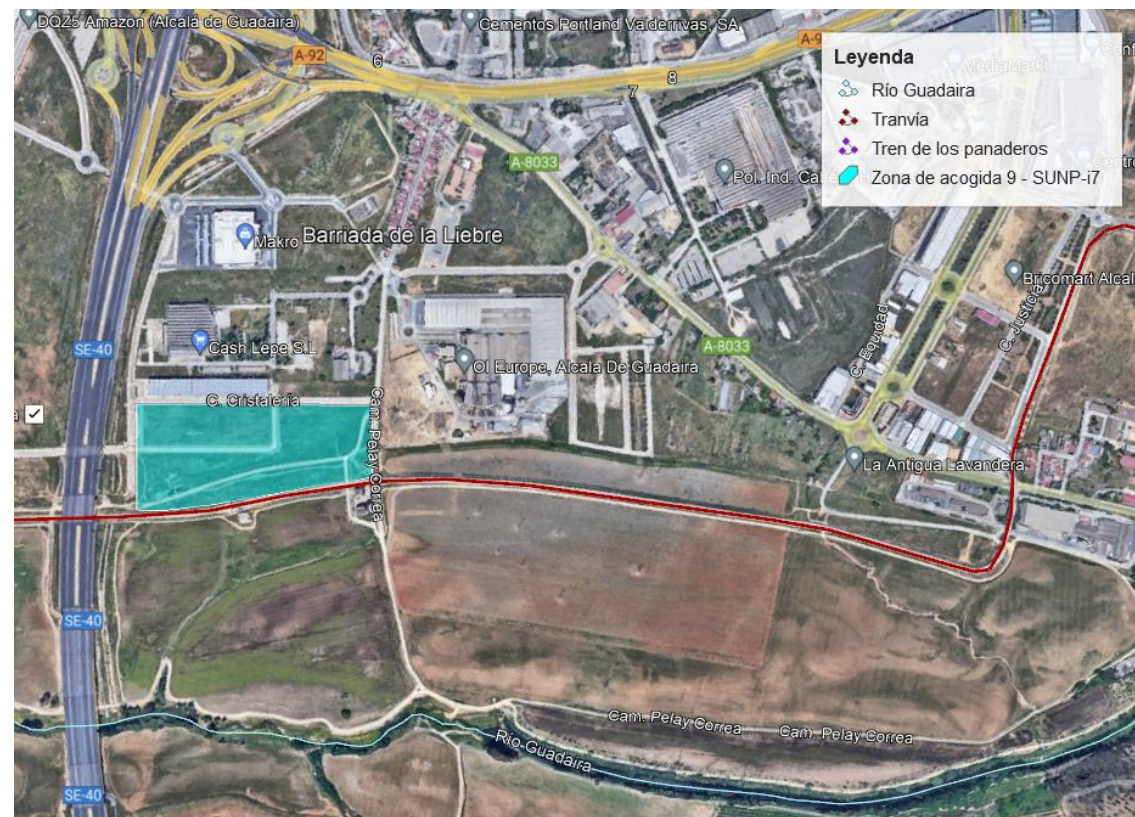 DQZ5 Amazon (Alcalá de Guadaira)
Cementos Portland Valderrivas, SA
A-92
6
8
7
Leyenda
MediaMarkt
Río Guadaira
Tranvía
Tren de los panaderos
Zona de acogida 9 - SUNP-i7
A-8033
Pol. Ind.
Makro
Barriada de la Liebre
Bricomart Alcal
SE-40
Cash Lepe S.L
OI Europe, Alcala De Guadaira
A-8033
C. Equidad
C. Justicia
C. Cristalería
Cam. Pelay Correa
La Antigua Lavandera
SE-40
Cam. Pelay Correa
Cam. Pelay Correa
Río Guadaira
SE-40